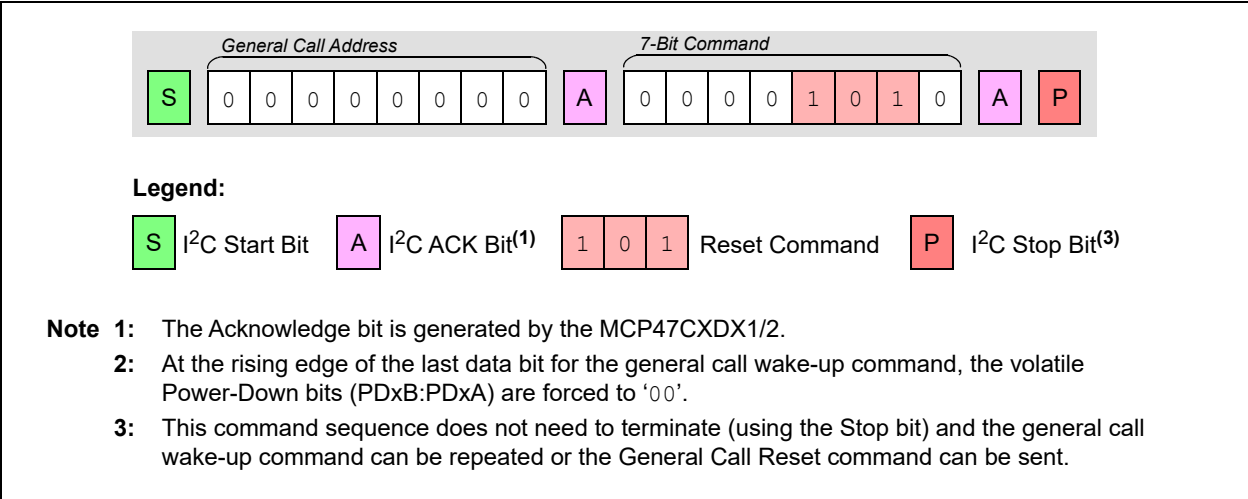 General Call Address 7-Bit Command
S 0 0 0 0 0 0 0 0 A 0 0 0 0 1 0 1 0 A P
Legend:
S I2C Start Bit A I2C ACK Bit(1) 1 0 1 Reset Command P I2C Stop Bit(3)
Note 1: The Acknowledge bit is generated by the MCP47CXDX1/2.
2: At the rising edge of the last data bit for the general call wake-up command, the volatile
Power-Down bits (PDxB:PDxA) are forced to ‘00’.
3: This command sequence does not need to terminate (using the Stop bit) and the general call
wake-up command can be repeated or the General Call Reset command can be sent.